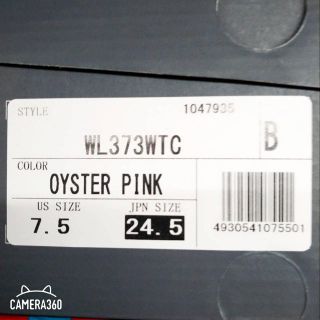 STYLE 1047935
WL373WTC B
COLOR
OYSTER PINK
US SIZE JPN SIZE
7.5 24.5
4930541075501
CAMERA360